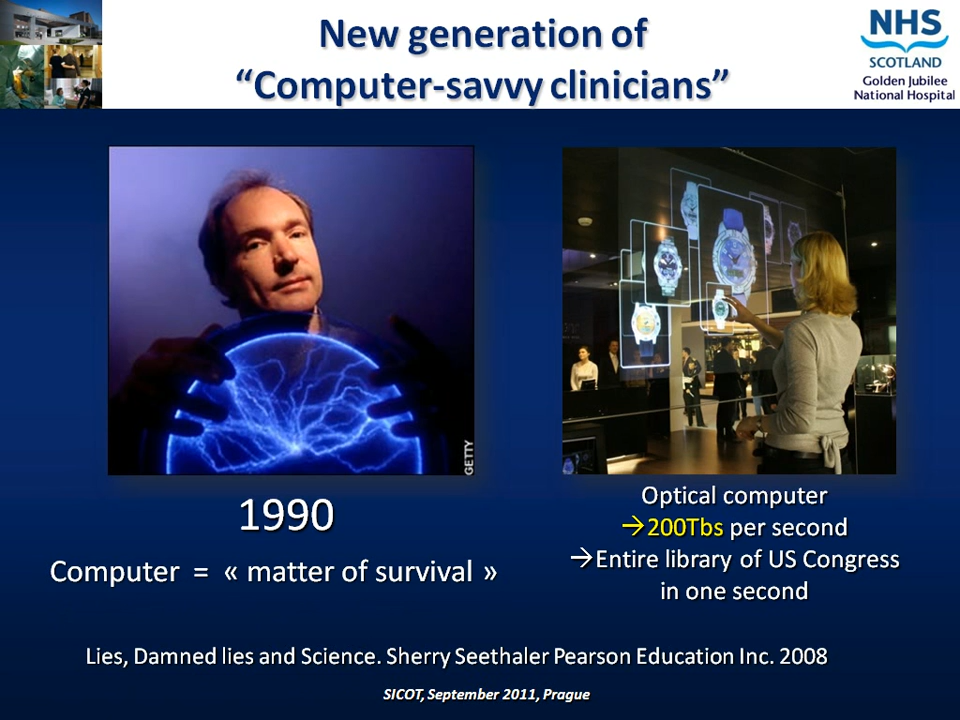 New generation of
“Computer-savvy clinicians”
NHS
SCOTLAND
Golden Jubilee
National Hospital
GETTY
1990
Computer = « matter of survival »
Optical computer
→200Tbs per second
→Entire library of US Congress
in one second
Lies, Damned lies and Science. Sherry Seethaler Pearson Education Inc. 2008
SICOT, September 2011, Prague